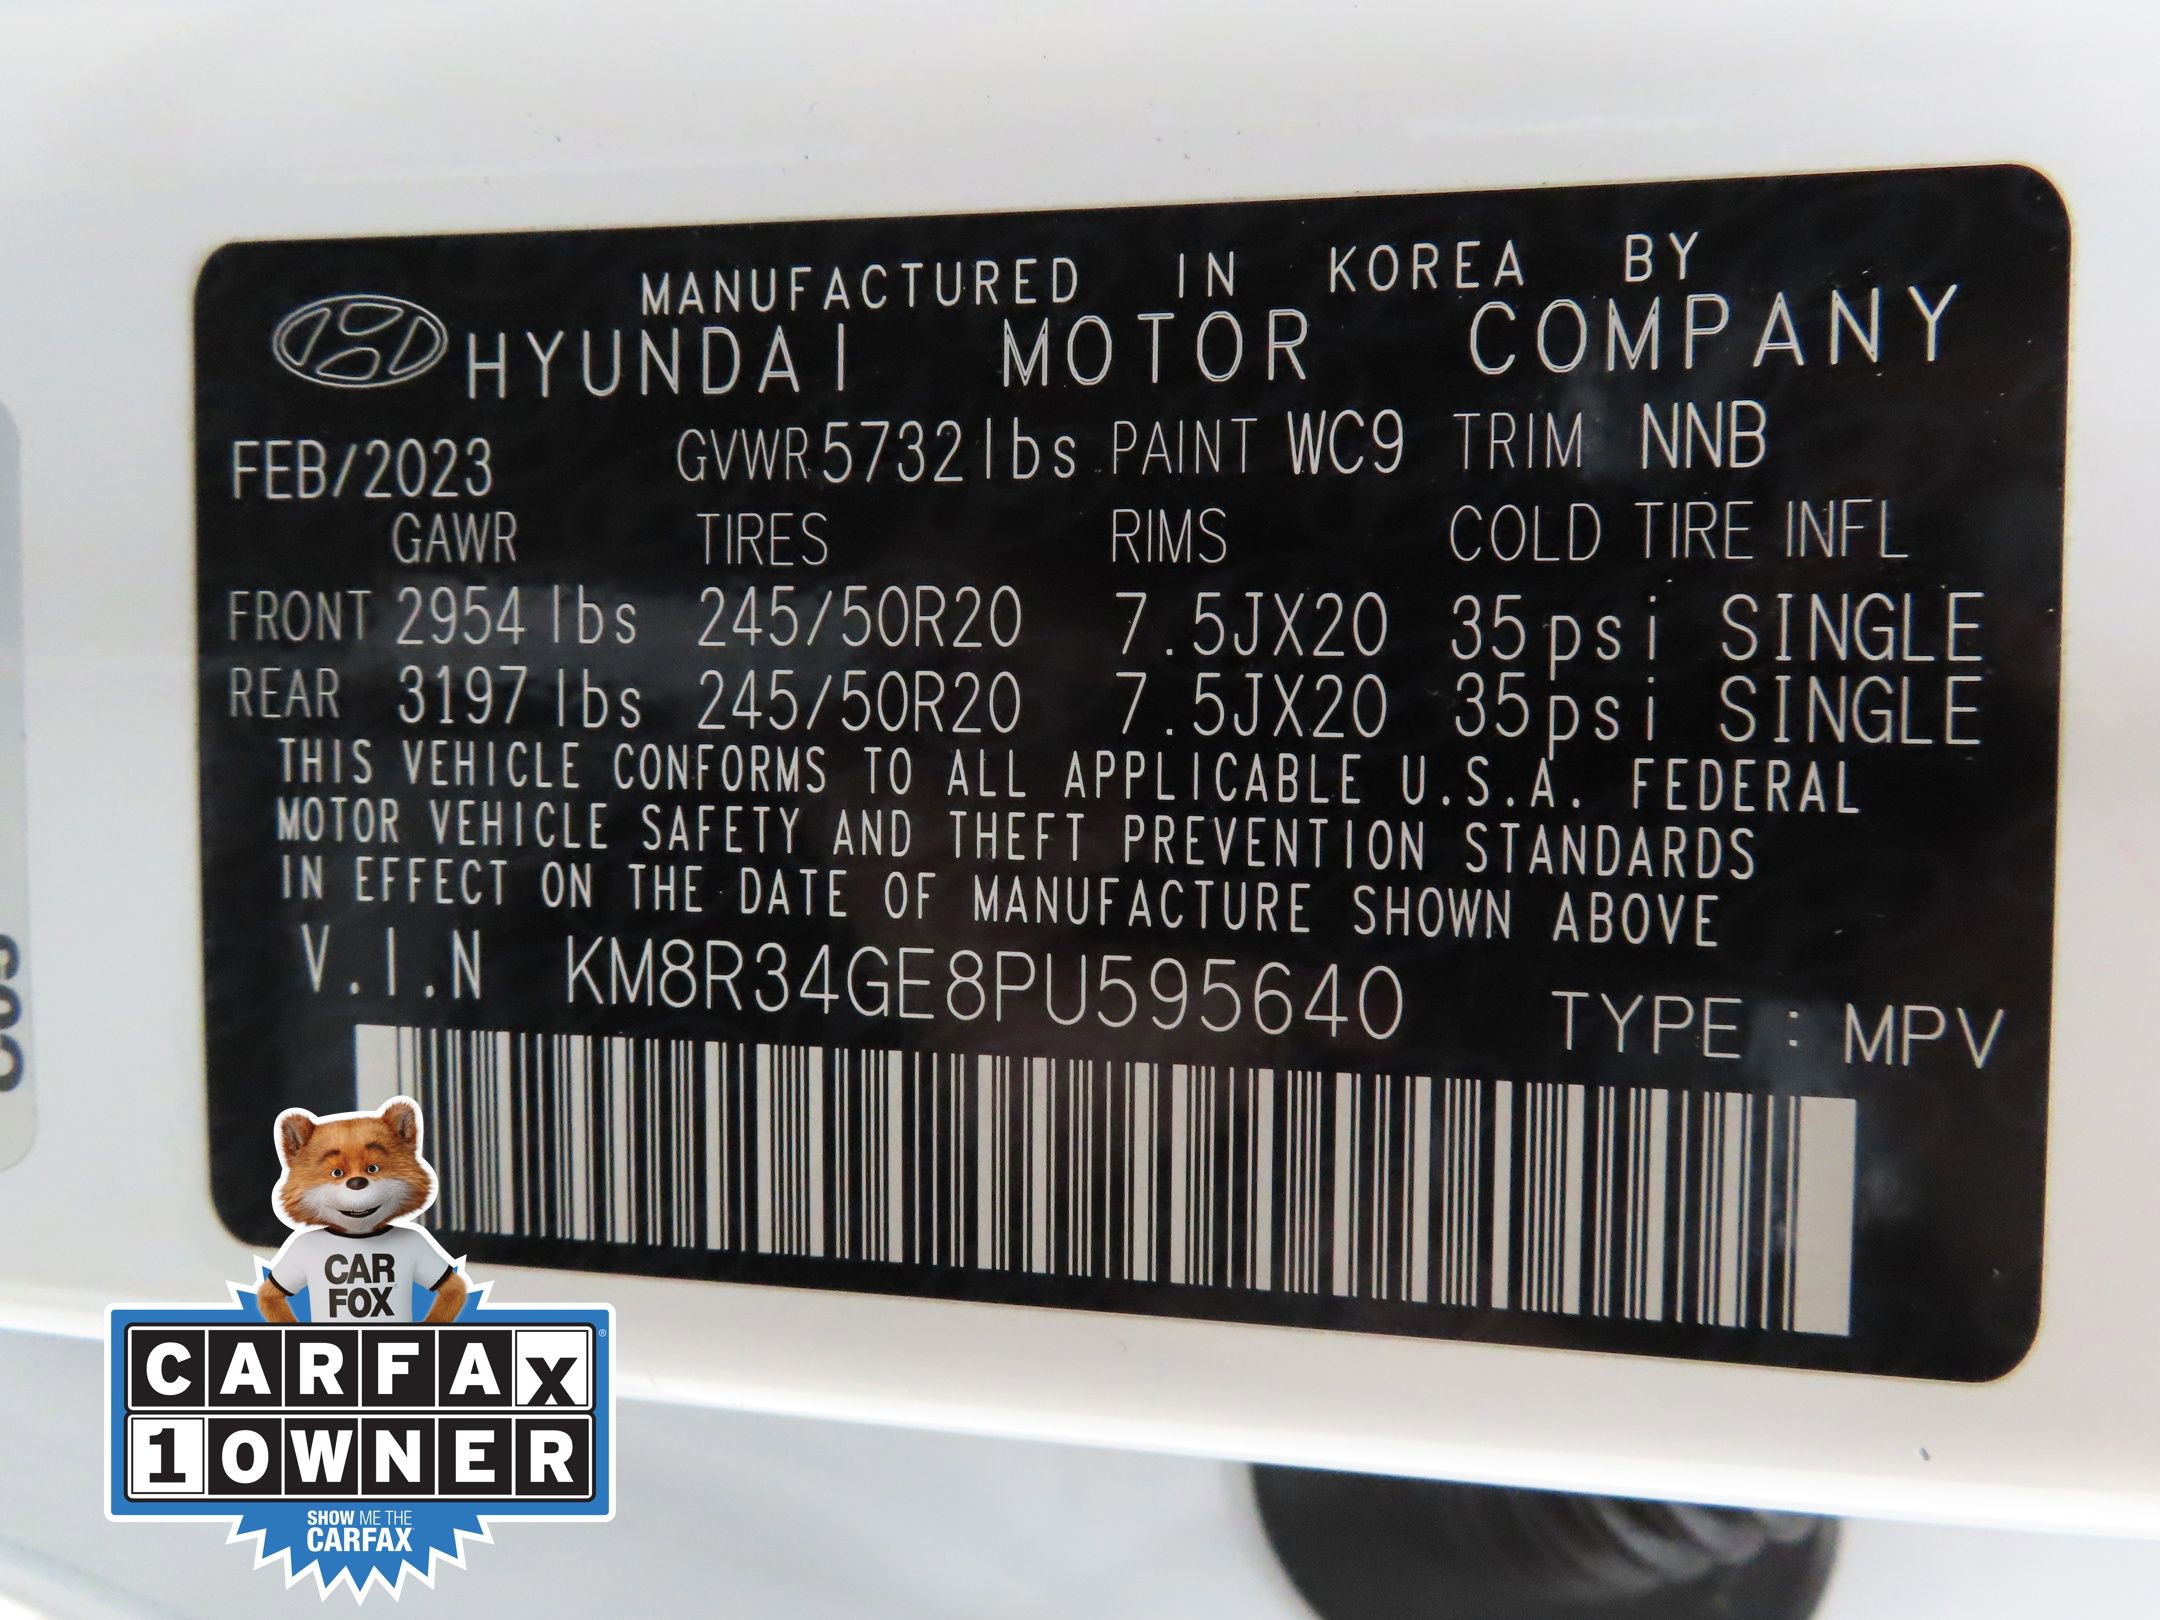 MANUFACTURED IN KOREA BY
HYUNDAI MOTOR COMPANY
FEB/2023 GVWR 5732lbs PAINT WC9 TRIM NNB
GAWR TIRES RIMS COLD TIRE INFL
FRONT 2954 lbs 245/50R20 7.5JX20 35psi SINGLE
REAR 3197 lbs 245/50R20 7.5JX20 35psi SINGLE
THIS VEHICLE CONFORMS TO ALL APPLICABLE U.S.A. FEDERAL
MOTOR VEHICLE SAFETY AND THEFT PREVENTION STANDARDS
IN EFFECT ON THE DATE OF MANUFACTURE SHOWN ABOVE
V.I.N KM8R34GE8PU595640 TYPE : MPV
CAR
FOX
CARFAX®
1 OWNER
SHOW ME THE
CARFAX